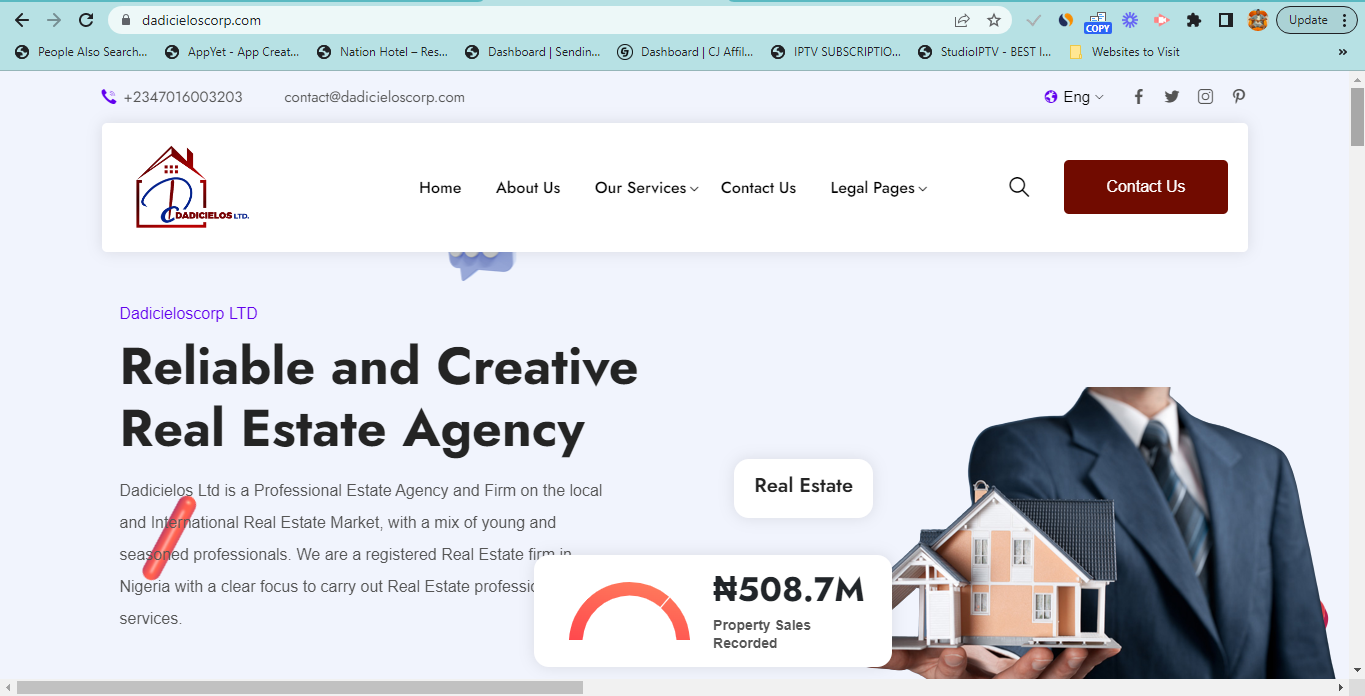 dadicieloscorp.com
COPY
Update
People Also Search...
AppYet - App Creat...
Nation Hotel – Res...
Dashboard | Sendin...
Dashboard | CJ Affil...
IPTV SUBSCRIPTIO...
StudioIPTV - BEST I...
Websites to Visit
»
+2347016003203
contact@dadicieloscorp.com
Eng
DADICIELOS LTD.
Home
About Us
Our Services
Contact Us
Legal Pages
Contact Us
Dadicieloscorp LTD
Reliable and Creative
Real Estate Agency
Dadicielos Ltd is a Professional Estate Agency and Firm on the local
and International Real Estate Market, with a mix of young and
seasoned professionals. We are a registered Real Estate firm in
Nigeria with a clear focus to carry out Real Estate professio
services.
Real Estate
₦508.7M
Property Sales
Recorded